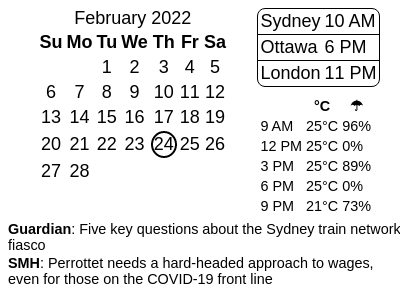 February 2022
Su Mo Tu We Th Fr Sa
1 2 3 4 5
6 7 8 9 10 11 12
13 14 15 16 17 18 19
20 21 22 23 24 25 26
27 28
Sydney 10 AM
Ottawa 6 PM
London 11 PM
°C ☂
9 AM 25°C 96%
12 PM 25°C 0%
3 PM 25°C 89%
6 PM 25°C 0%
9 PM 21°C 73%
Guardian: Five key questions about the Sydney train network
fiasco
SMH: Perrottet needs a hard-headed approach to wages,
even for those on the COVID-19 front line